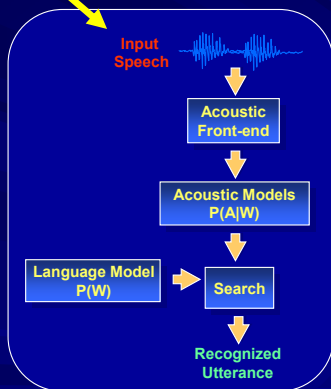 Input
Speech
Acoustic
Front-end
Acoustic Models
P(A|W)
Language Model
P(W)
Search
Recognized
Utterance